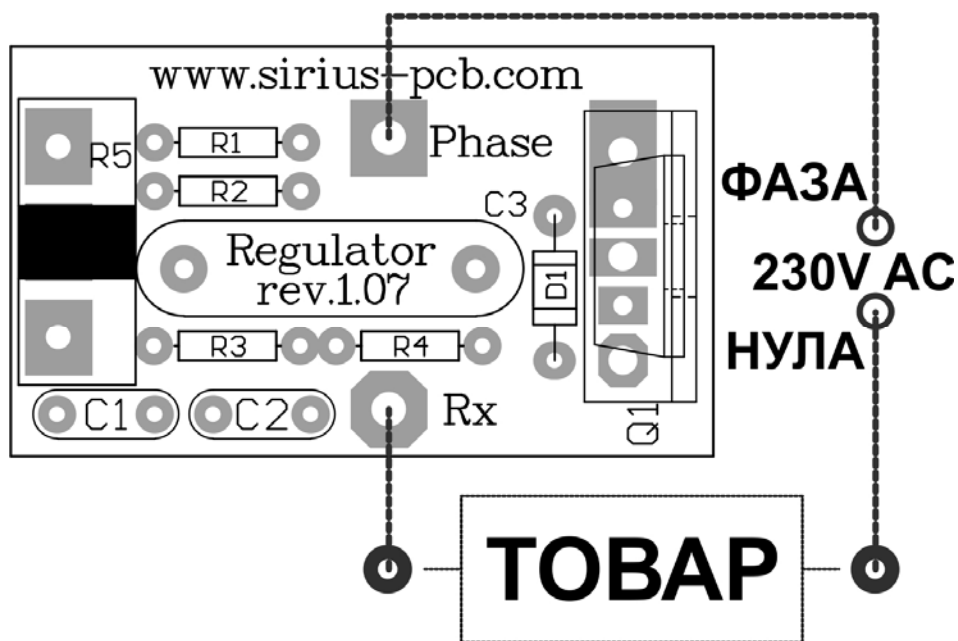 www.sirius-pcb.com
R5
R1
Phase
R2
ФАЗА
C3
Regulator
rev.1.07
D1
230V AC
R3
R4
НУЛА
C1
C2
Rx
Q1
ТОВАР